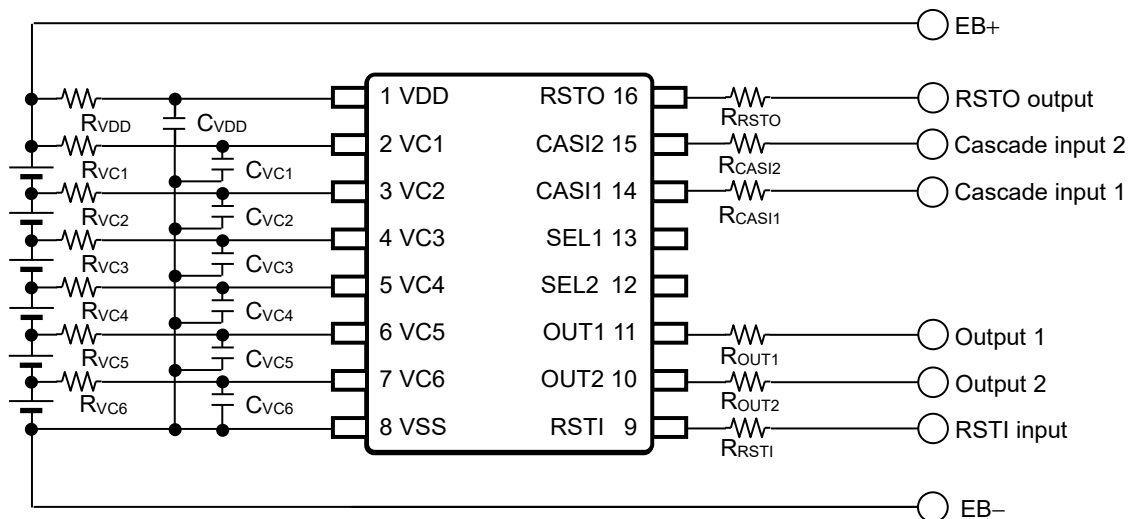 EB+
1 VDD
RSTO 16
RSTO output
RVDD
CVDD
RRSTO
2 VC1
CASI2 15
Cascade input 2
RVC1
CVC1
RCASI2
3 VC2
CASI1 14
Cascade input 1
RVC2
CVC2
RCASI1
4 VC3
SEL1 13
RVC3
CVC3
5 VC4
SEL2 12
RVC4
CVC4
6 VC5
OUT1 11
Output 1
RVC5
CVC5
ROUT1
7 VC6
OUT2 10
Output 2
RVC6
CVC6
ROUT2
8 VSS
RSTI 9
RSTI input
RRSTI
EB−